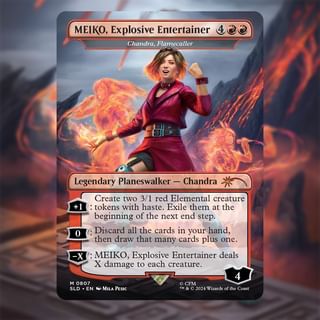 MEIKO, Explosive Entertainer 4
Chandra, Flamecaller
Legendary Planeswalker — Chandra
+1 Create two 3/1 red Elemental creature
tokens with haste. Exile them at the
beginning of the next end step.
0 Discard all the cards in your hand,
then draw that many cards plus one.
-X MEIKO, Explosive Entertainer deals
X damage to each creature.
4
M 0807
SLD • EN MILA PESIC
© CFM
™ & © 2024 Wizards of the Coast